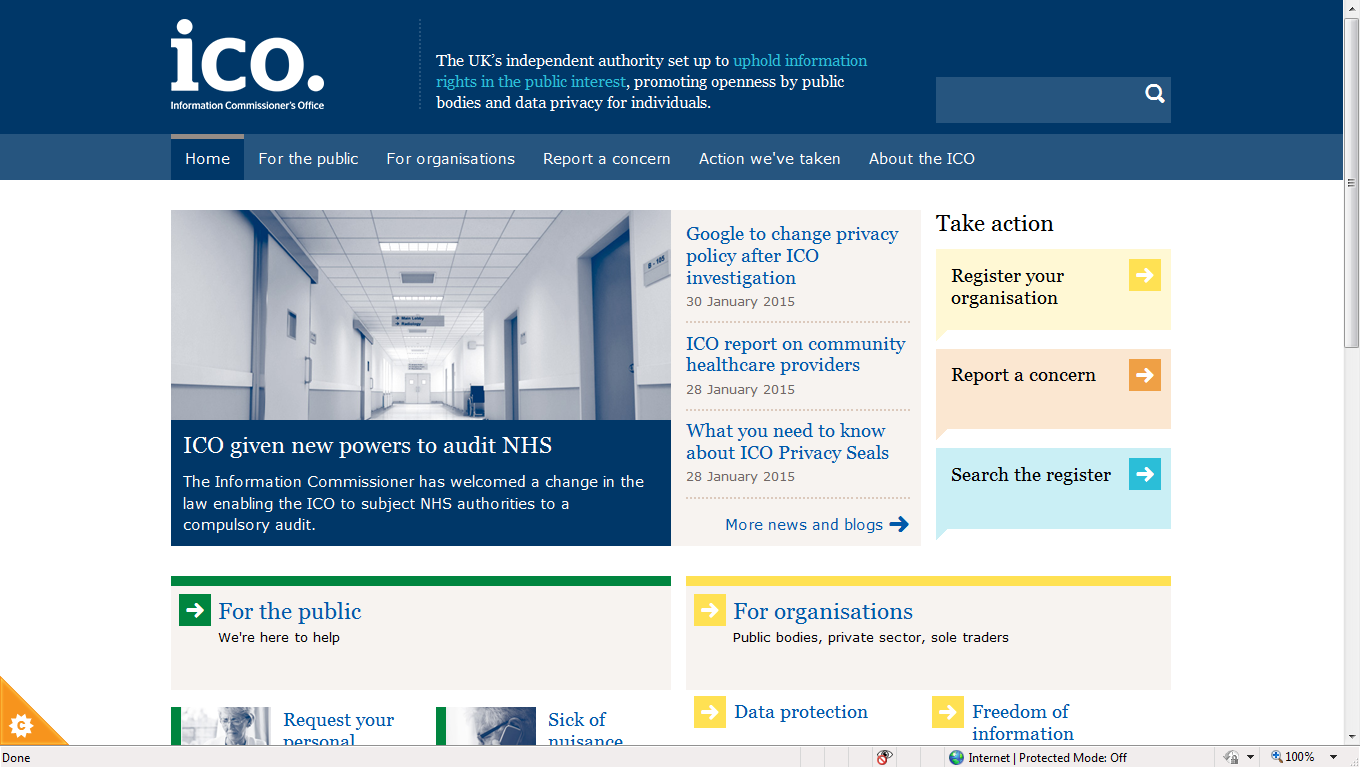 ico.
Information Commissioner's Office
The UK's independent authority set up to uphold information
rights in the public interest, promoting openness by public
bodies and data privacy for individuals.
Home
For the public
For organisations
Report a concern
Action we've taken
About the ICO
B - 105
Main Lobby
Radiology
ICO given new powers to audit NHS
The Information Commissioner has welcomed a change in the
law enabling the ICO to subject NHS authorities to a
compulsory audit.
Google to change privacy
policy after ICO
investigation
30 January 2015
ICO report on community
healthcare providers
28 January 2015
What you need to know
about ICO Privacy Seals
28 January 2015
More news and blogs
Take action
Register your
organisation
Report a concern
Search the register
For the public
We're here to help
For organisations
Public bodies, private sector, sole traders
Request your
personal
Sick of
nuisance
Data protection
Freedom of
information
C
Done
Internet | Protected Mode: Off
100%